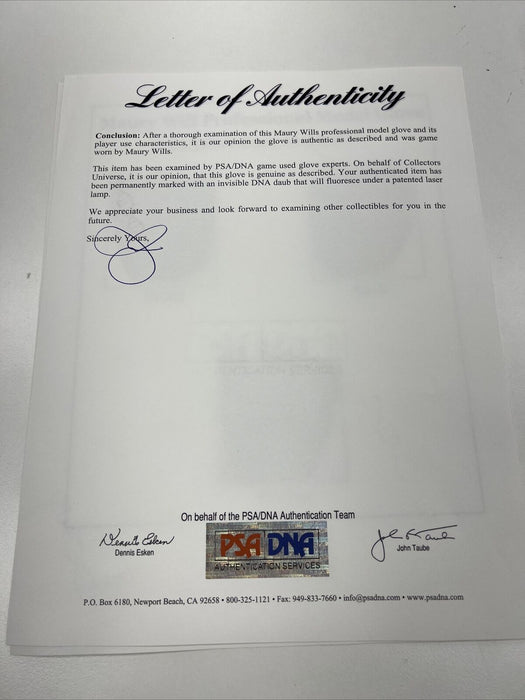 Letter of Authenticity
Conclusion: After a thorough examination of this Maury Wills professional model glove and its
player use characteristics, it is our opinion the glove is authentic as described and was game
worn by Maury Wills.
This item has been examined by PSA/DNA game used glove experts. On behalf of Collectors
Universe, it is our opinion, that this glove is genuine as described. Your authenticated item has
been permanently marked with an invisible DNA daub that will fluoresce under a patented laser
lamp.
We appreciate your business and look forward to examining other collectibles for you in the
future.
Sincerely Yours,
On behalf of the PSA/DNA Authentication Team
Dennis Esken
Dennis Esken
PSA DNA
AUTHENTICATION SERVICES
John Taube
P.O. Box 6180, Newport Beach, CA 92658 • 800-325-1121 • Fax: 949-833-7660 • info@psadna.com • www.psadna.com